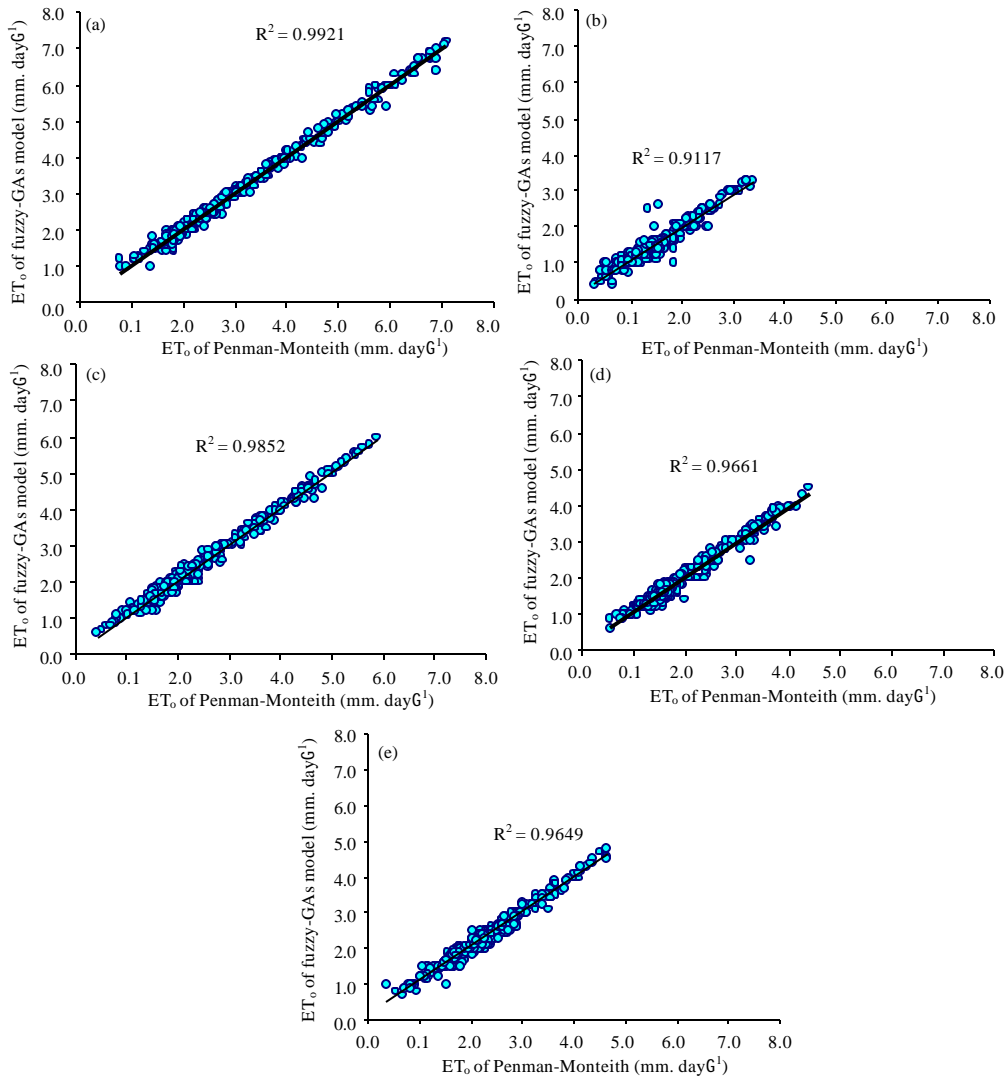 (a)
R² = 0.9921
8.0
7.0
6.0
5.0
4.0
3.0
2.0
1.0
0.0
ETₒ of fuzzy-GAs model (mm. dayG¹)
0.0 0.1 2.0 3.0 4.0 5.0 6.0 7.0 8.0
ETₒ of Penman-Monteith (mm. dayG¹)
(b)
R² = 0.9117
8.0
7.0
6.0
5.0
4.0
3.0
2.0
1.0
0
ETₒ of fuzzy-GAs model (mm. dayG¹)
0.0 0.1 2.0 3.0 4.0 5.0 6.0 7.0 8.0
ETₒ of Penman-Monteith (mm. dayG¹)
(c)
R² = 0.9852
8.0
7.0
6.0
5.0
4.0
3.0
2.0
1.0
0.0
ETₒ of fuzzy-GAs model (mm. dayG¹)
0.0 0.1 2.0 3.0 4.0 5.0 6.0 7.0 8.0
ETₒ of Penman-Monteith (mm. dayG¹)
(d)
R² = 0.9661
8.0
7.0
6.0
5.0
4.0
3.0
2.0
1.0
0.0
ETₒ of fuzzy-GAs model (mm. dayG¹)
0.0 0.1 2.0 3.0 4.0 5.0 6.0 7.0 8.0
ETₒ of Penman-Monteith (mm. dayG¹)
(e)
R² = 0.9649
8.0
7.0
6.0
5.0
4.0
3.0
2.0
1.0
0.0
ETₒ of fuzzy-GAs model (mm. dayG¹)
0.0 0.1 2.0 3.0 4.0 5.0 6.0 7.0 8.0
ETₒ of Penman-Monteith (mm. dayG¹)